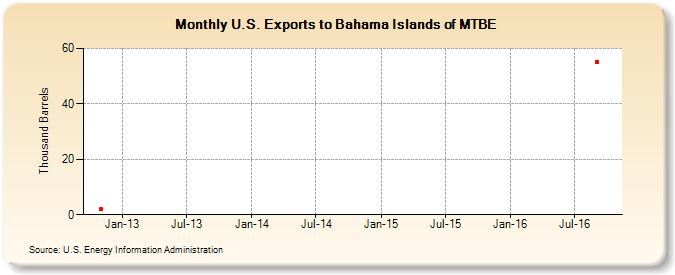 Monthly U.S. Exports to Bahama Islands of MTBE
Thousand Barrels
60
40
20
0
Jan-13 Jul-13 Jan-14 Jul-14 Jan-15 Jul-15 Jan-16 Jul-16
Source: U.S. Energy Information Administration